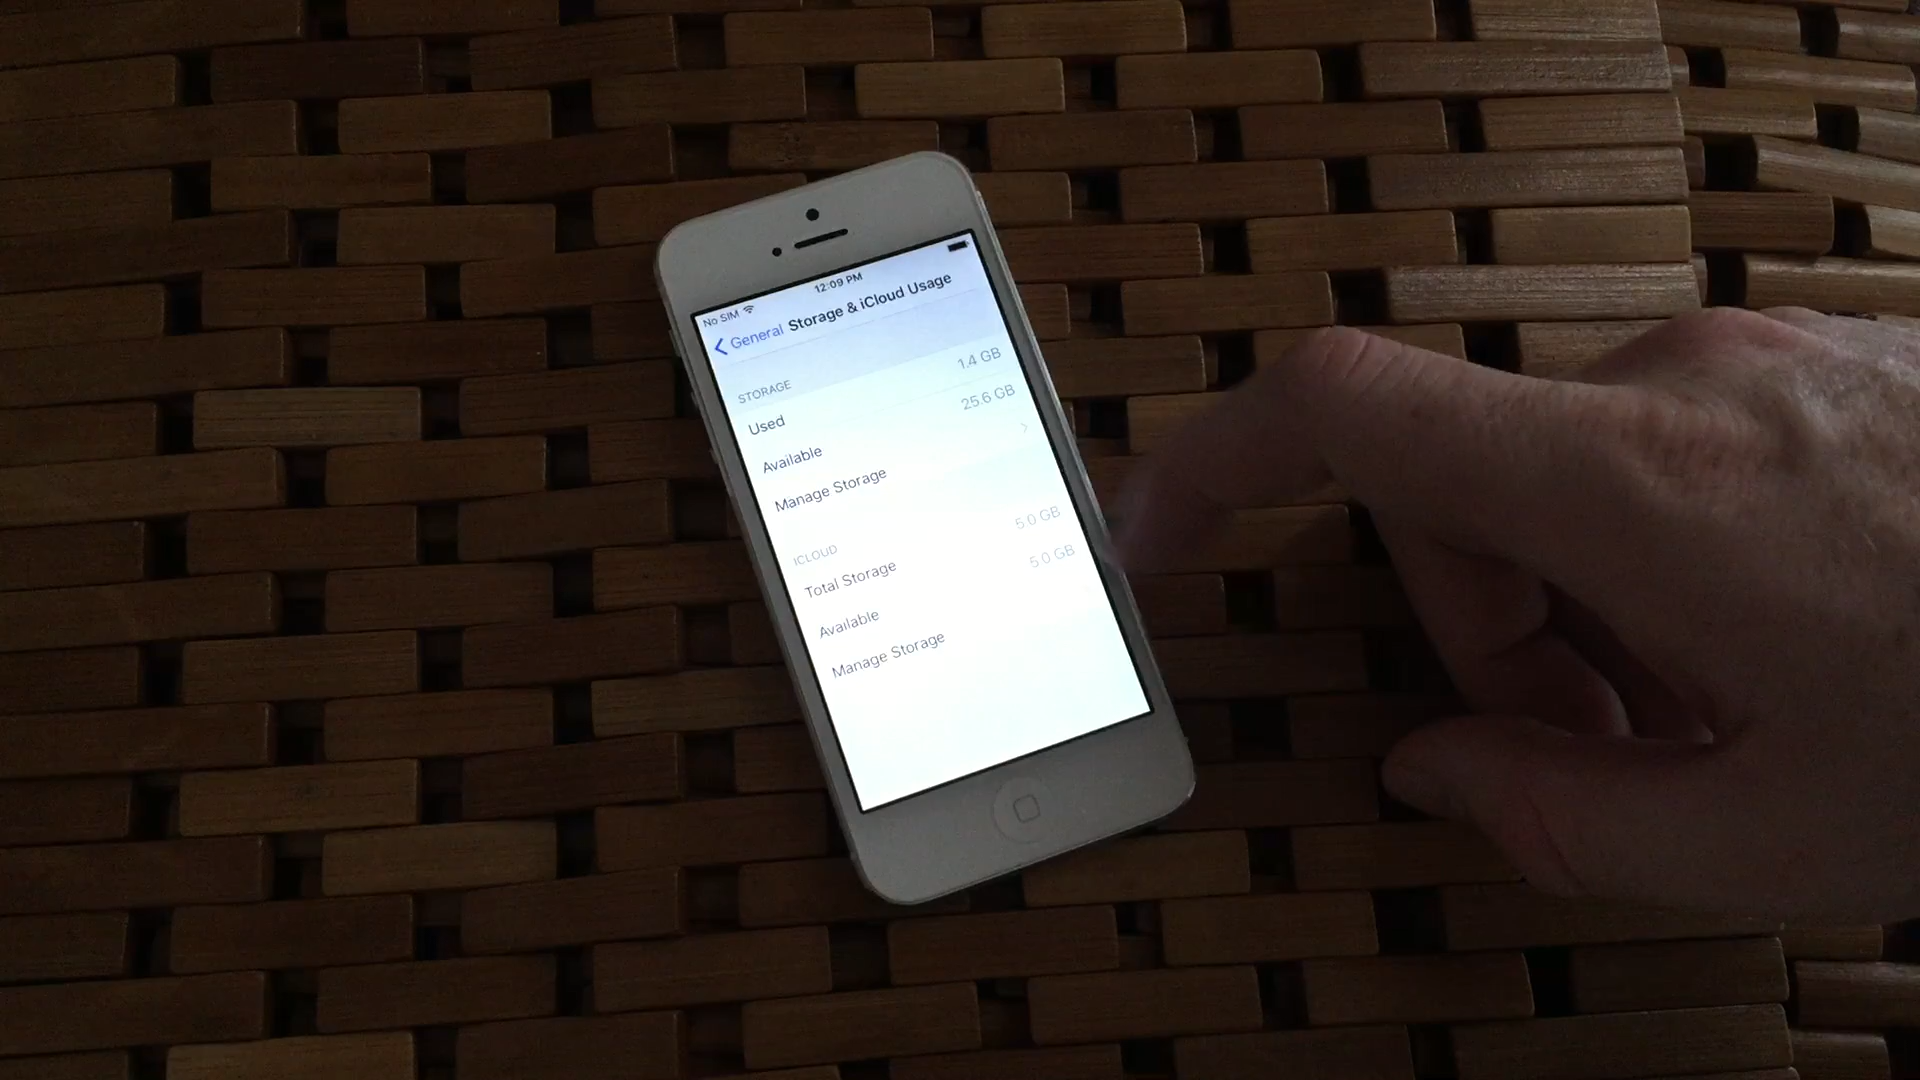 No SIM 12:09 PM
General Storage & iCloud Usage
STORAGE
Used 1.4 GB
Available 25.6 GB
Manage Storage
ICLOUD
Total Storage 5.0 GB
Available 5.0 GB
Manage Storage